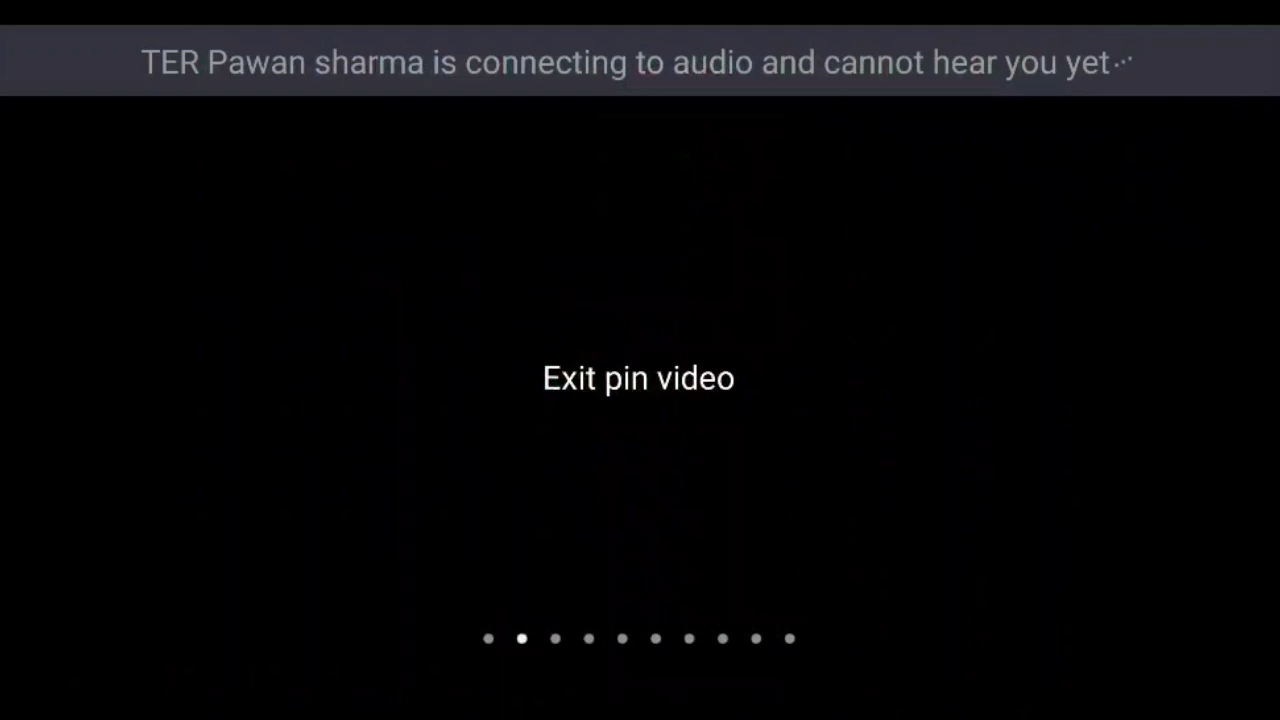 TER Pawan sharma is connecting to audio and cannot hear you yet...
Exit pin video